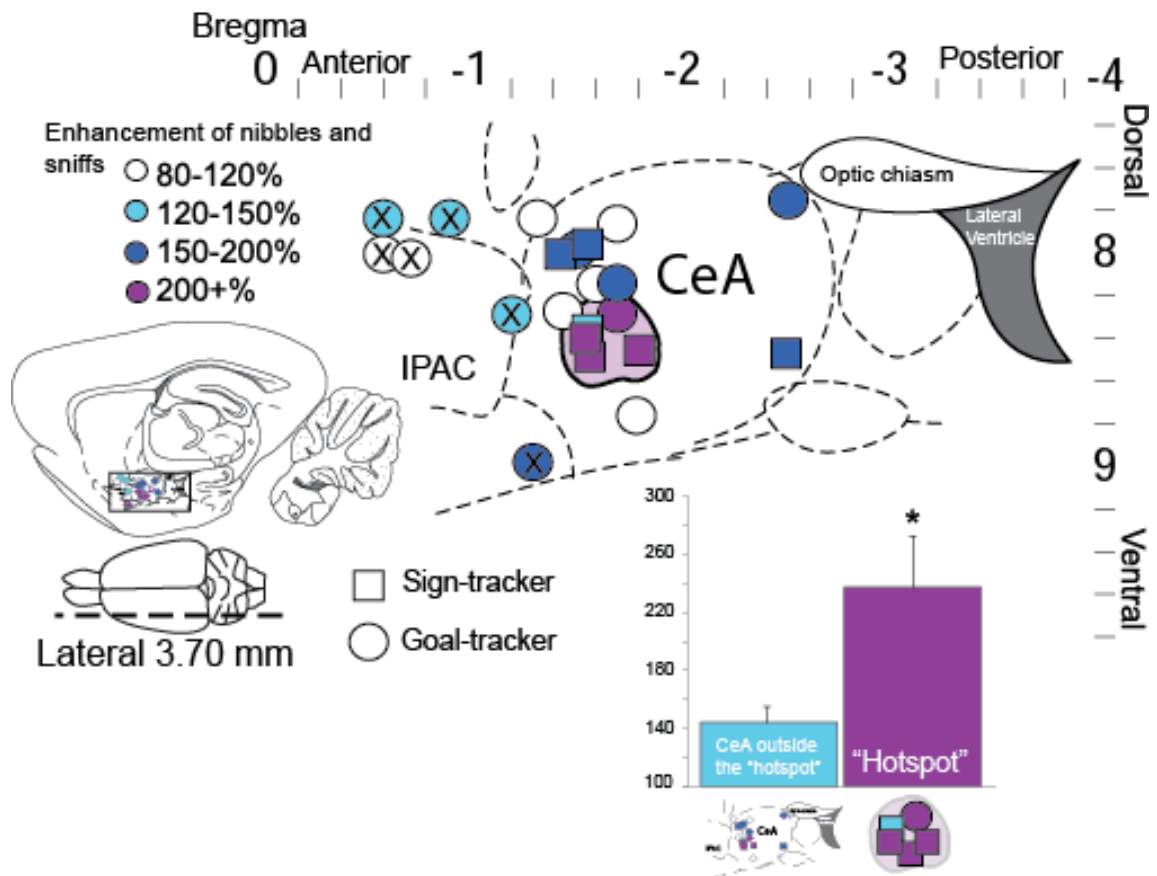 Bregma
0 Anterior -1 -2 -3 Posterior -4
Enhancement of nibbles and
sniffs
80-120%
120-150%
150-200%
200+%
X X
X X
X
X
Optic chiasm
Lateral
Ventricle
CeA
IPAC
Dorsal
8
9
Ventral
Sign-tracker
Goal-tracker
Lateral 3.70 mm
300
260
220
180
140
100
*
CeA outside
the "hotspot"
"Hotspot"
CeA
IPAC